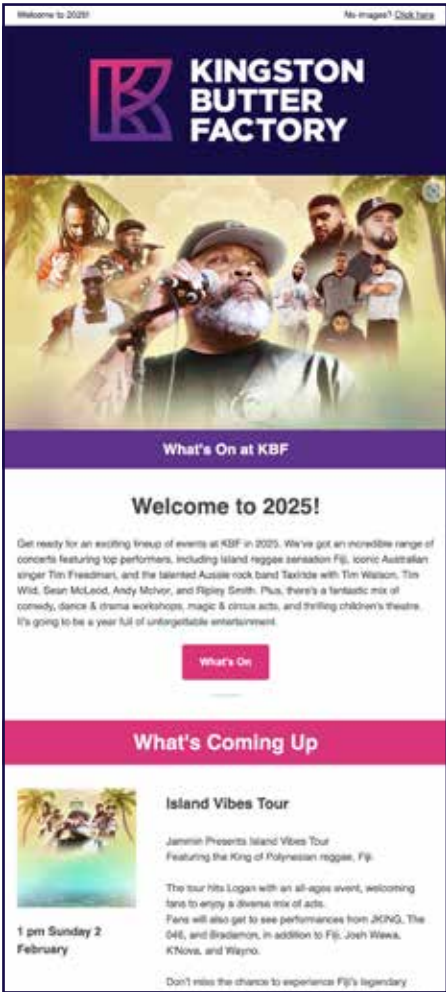 Welcome to 2025!
No images? Click here
KINGSTON
BUTTER
FACTORY
What's On at KBF
Welcome to 2025!
Get ready for an exciting lineup of events at KBF in 2025. We've got an incredible range of
concerts featuring top performers, including island reggae sensation Fiji, iconic Australian
singer Tim Freedman, and the talented Aussie rock band Taxiride with Tim Watson, Tim
Wild, Sean McLeod, Andy McIvor, and Ripley Smith. Plus, there's a fantastic mix of
comedy, dance & drama workshops, magic & circus acts, and thrilling children's theatre.
It's going to be a year full of unforgettable entertainment.
What's On
What's Coming Up
Island Vibes Tour
Jammin Presents Island Vibes Tour
Featuring the King of Polynesian reggae, Fiji.
The tour hits Logan with an all-ages event, welcoming
fans to enjoy a diverse mix of acts.
Fans will also get to see performances from JKING, The
046, and Bradamon, in addition to Fiji, Josh Wawa,
K'Nova, and Wayno.
Don't miss the chance to experience Fiji's legendary
1 pm Sunday 2
February